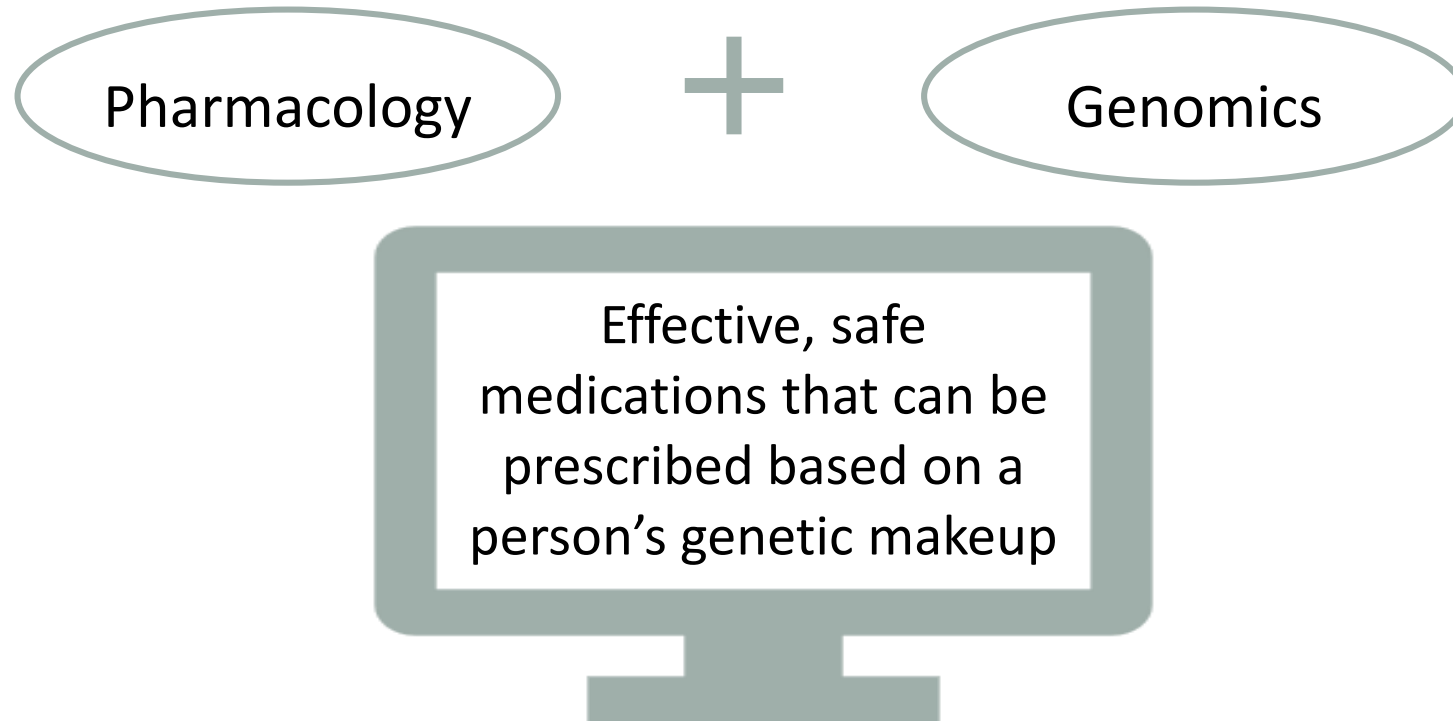 Pharmacology + Genomics
Effective, safe
medications that can be
prescribed based on a
person’s genetic makeup